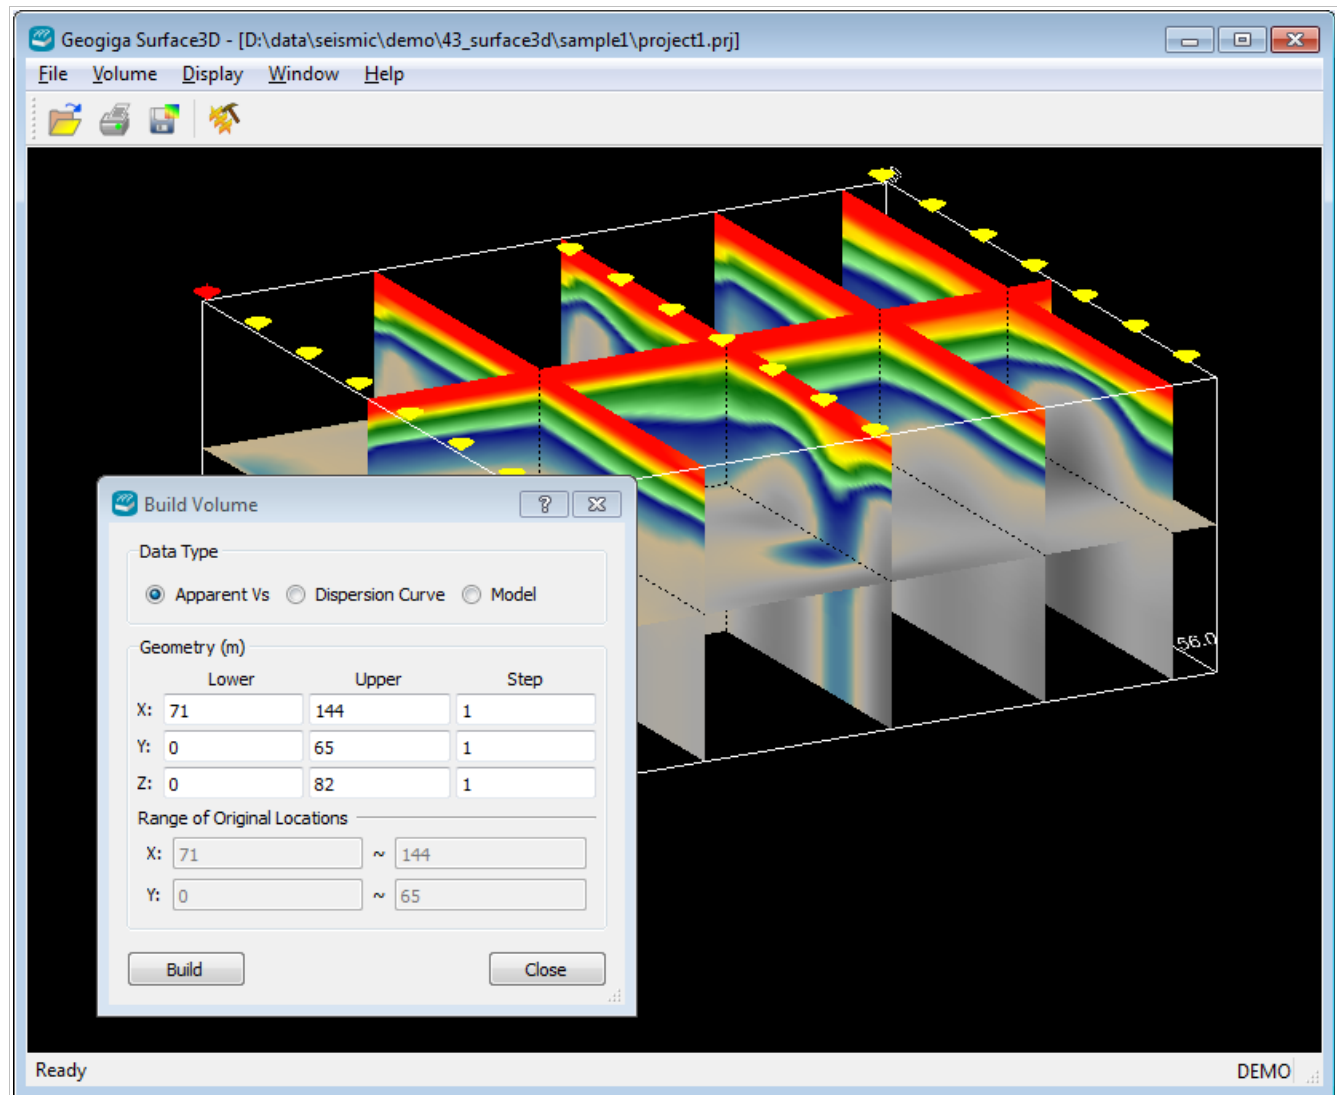 Geogiga Surface3D - [D:\data\seismic\demo\43_surface3d\sample1\project1.prj]
File Volume Display Window Help
56.0
Build Volume
Data Type
Apparent Vs Dispersion Curve Model
Geometry (m)
Lower Upper Step
X: 71 144 1
Y: 0 65 1
Z: 0 82 1
Range of Original Locations
X: 71 ~ 144
Y: 0 ~ 65
Build Close
Ready DEMO